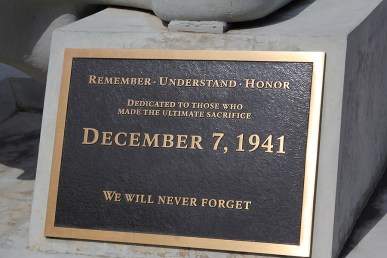 REMEMBER · UNDERSTAND · HONOR
DEDICATED TO THOSE WHO
MADE THE ULTIMATE SACRIFICE
DECEMBER 7, 1941
WE WILL NEVER FORGET